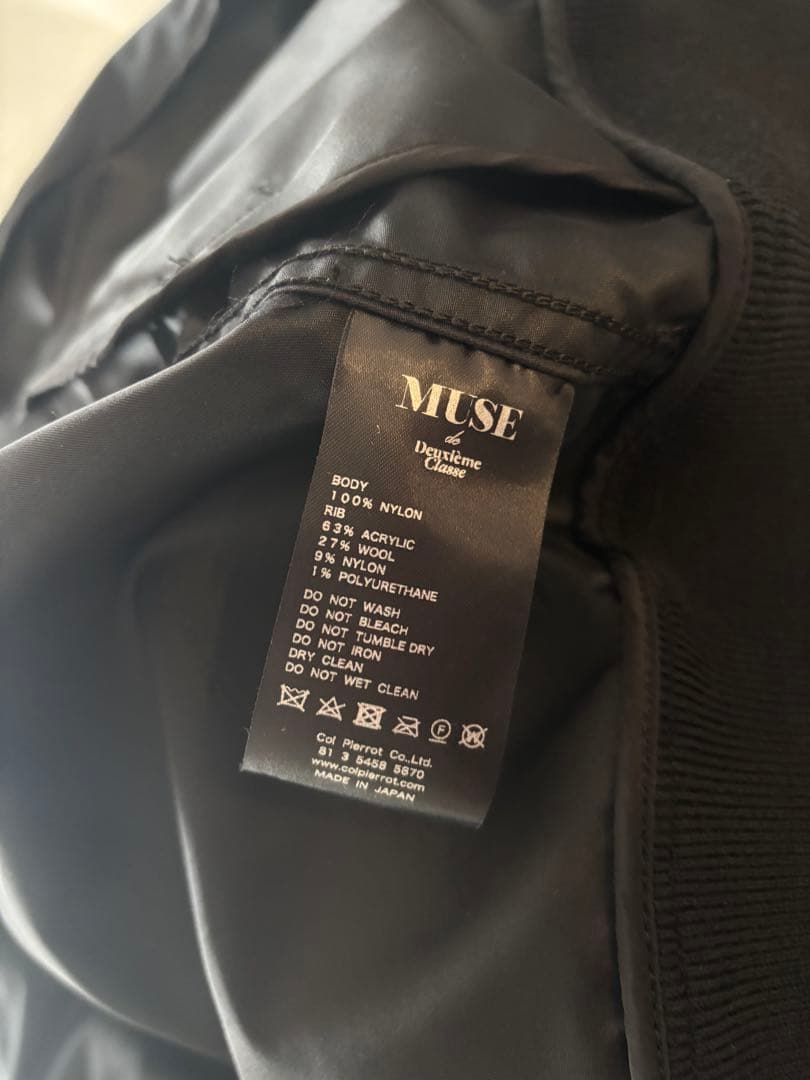 MUSE
de
Deuxième
Classe
BODY
100% NYLON
RIB
63% ACRYLIC
27% WOOL
9% NYLON
1% POLYURETHANE
DO NOT WASH
DO NOT BLEACH
DO NOT TUMBLE DRY
DO NOT IRON
DRY CLEAN
DO NOT WET CLEAN
F W
Col Pierrot Co.,Ltd.
81 3 5458 5670
www.colpierrot.com
MADE IN JAPAN